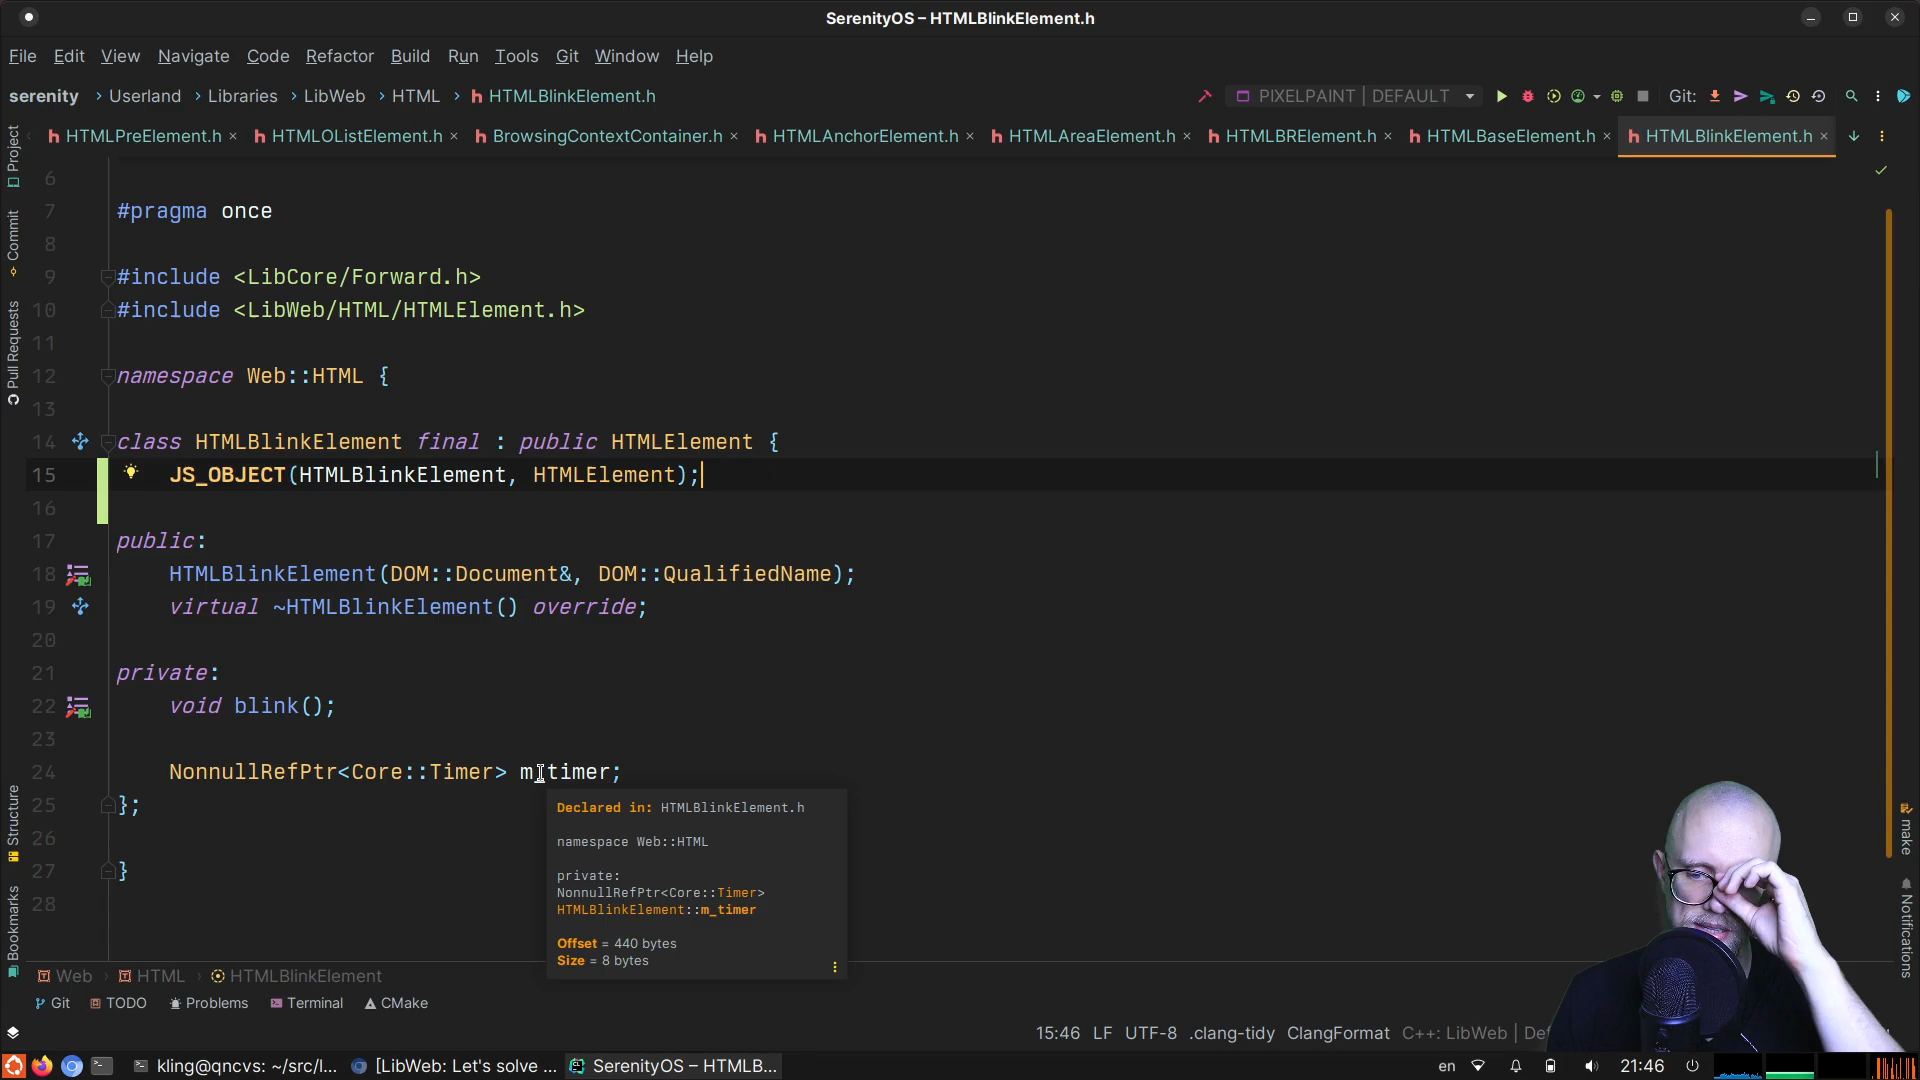 SerenityOS – HTMLBlinkElement.h
File Edit View Navigate Code Refactor Build Run Tools Git Window Help
serenity › Userland › Libraries › LibWeb › HTML › HTMLBlinkElement.h
PIXELPAINT | DEFAULT
Git:
HTMLPreElement.h × HTMLOListElement.h × BrowsingContextContainer.h × HTMLAnchorElement.h × HTMLAreaElement.h × HTMLBRElement.h × HTMLBaseElement.h × HTMLBlinkElement.h ×
Project
Commit
Pull Requests
Structure
Bookmarks
6
7 #pragma once
8
9 #include <LibCore/Forward.h>
10 #include <LibWeb/HTML/HTMLElement.h>
11
12 namespace Web::HTML {
13
14 class HTMLBlinkElement final : public HTMLElement {
15 JS_OBJECT(HTMLBlinkElement, HTMLElement);
16
17 public:
18 HTMLBlinkElement(DOM::Document&, DOM::QualifiedName);
19 virtual ~HTMLBlinkElement() override;
20
21 private:
22 void blink();
23
24 NonnullRefPtr<Core::Timer> m_timer;
25 };
26
27 }
28
Declared in: HTMLBlinkElement.h
namespace Web::HTML
private:
NonnullRefPtr<Core::Timer>
HTMLBlinkElement::m_timer
Offset = 440 bytes
Size = 8 bytes
make
Notifications
Web › HTML › HTMLBlinkElement
Git TODO Problems Terminal CMake
15:46 LF UTF-8 .clang-tidy ClangFormat C++: LibWeb |
kling@qncvs: ~/src/l... [LibWeb: Let's solve ... SerenityOS – HTMLB...
en 21:46